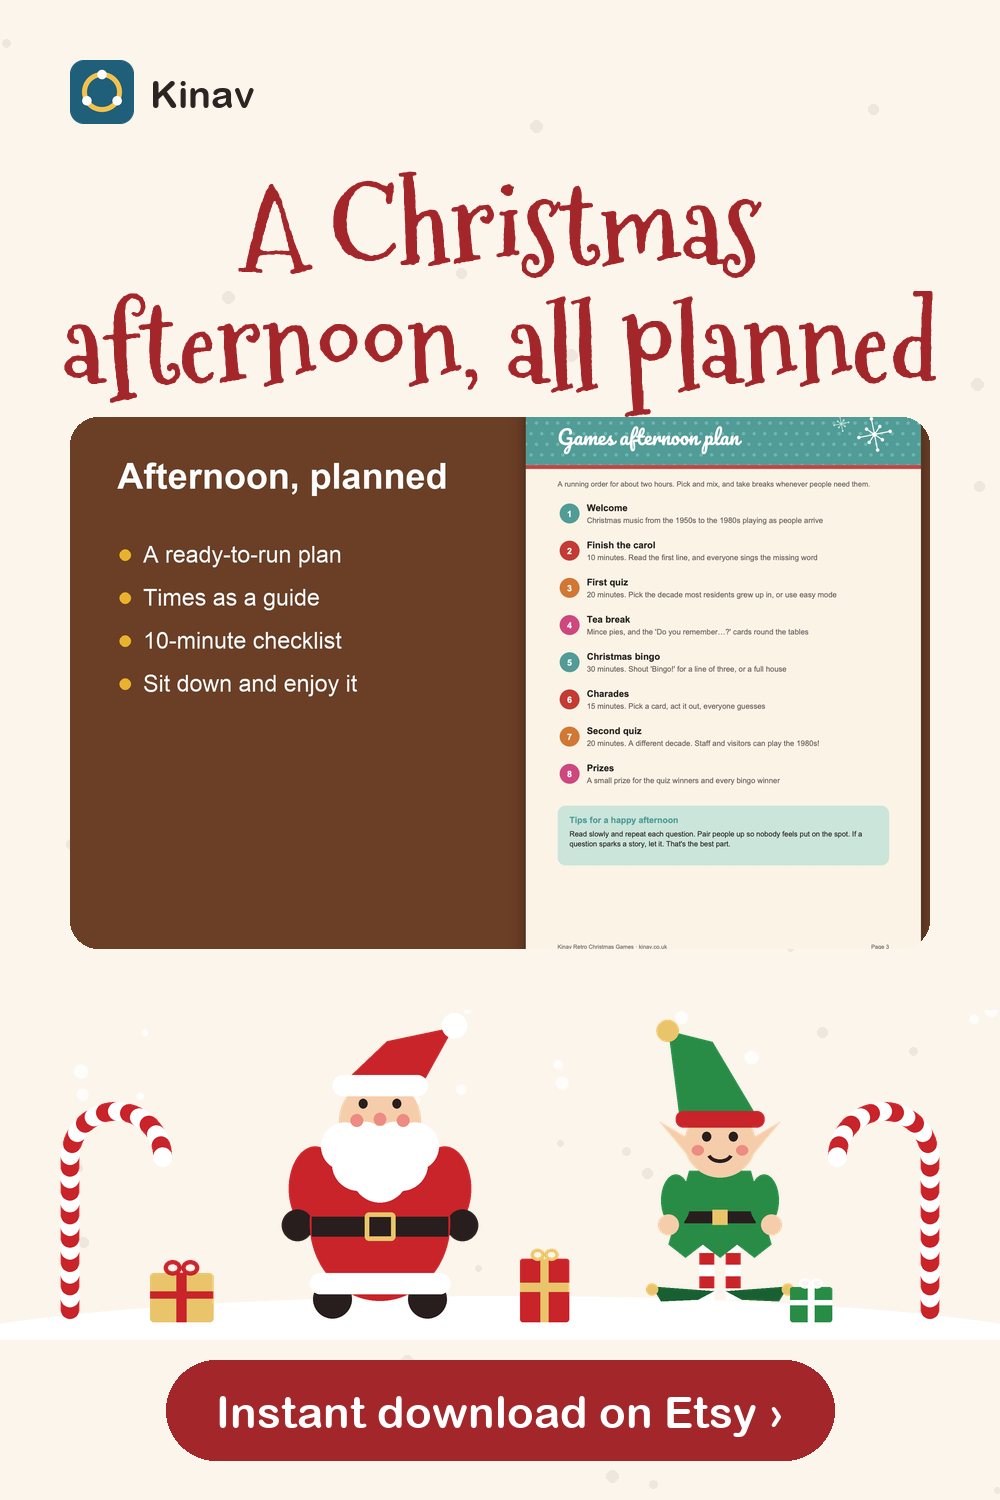 Kinav
A Christmas
afternoon, all planned
Afternoon, planned
A ready-to-run plan
Times as a guide
10-minute checklist
Sit down and enjoy it
Games afternoon plan
A running order for about two hours. Pick and mix, and take breaks whenever people need them.
1 Welcome
Christmas music from the 1950s to the 1980s playing as people arrive
2 Finish the carol
10 minutes. Read the first line, and everyone sings the missing word
3 First quiz
20 minutes. Pick the decade most residents grew up in, or use easy mode
4 Tea break
Mince pies, and the 'Do you remember…?' cards round the tables
5 Christmas bingo
30 minutes. Shout 'Bingo!' for a line of three, or a full house
6 Charades
15 minutes. Pick a card, act it out, everyone guesses
7 Second quiz
20 minutes. A different decade. Staff and visitors can play the 1980s!
8 Prizes
A small prize for the quiz winners and every bingo winner
Tips for a happy afternoon
Read slowly and repeat each question. Pair people up so nobody feels put on the spot. If a
question sparks a story, let it. That's the best part.
Kinav Retro Christmas Games · kinav.co.uk
Page 3
Instant download on Etsy ›